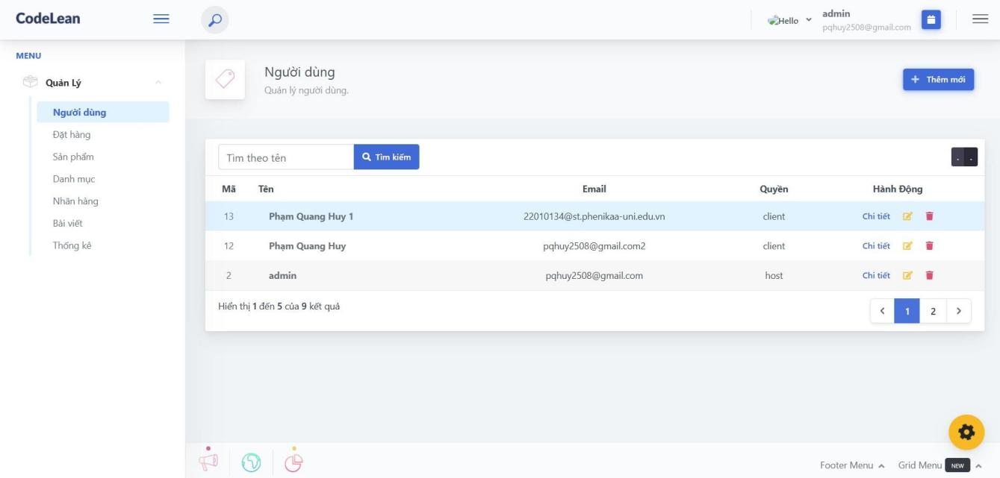 CodeLean
Hello
admin
pqhuy2508@gmail.com
MENU
Quản Lý
Người dùng
Đặt hàng
Sản phẩm
Danh mục
Nhãn hàng
Bài viết
Thống kê
Người dùng
Quản lý người dùng.
Thêm mới
Tìm theo tên
Tìm kiếm
. .
Mã Tên Email Quyền Hành Động
13 Phạm Quang Huy 1 22010134@st.phenikaa-uni.edu.vn client Chi tiết
12 Phạm Quang Huy pqhuy2508@gmail.com2 client Chi tiết
2 admin pqhuy2508@gmail.com host Chi tiết
Hiển thị 1 đến 5 của 9 kết quả
1 2
Footer Menu Grid Menu NEW